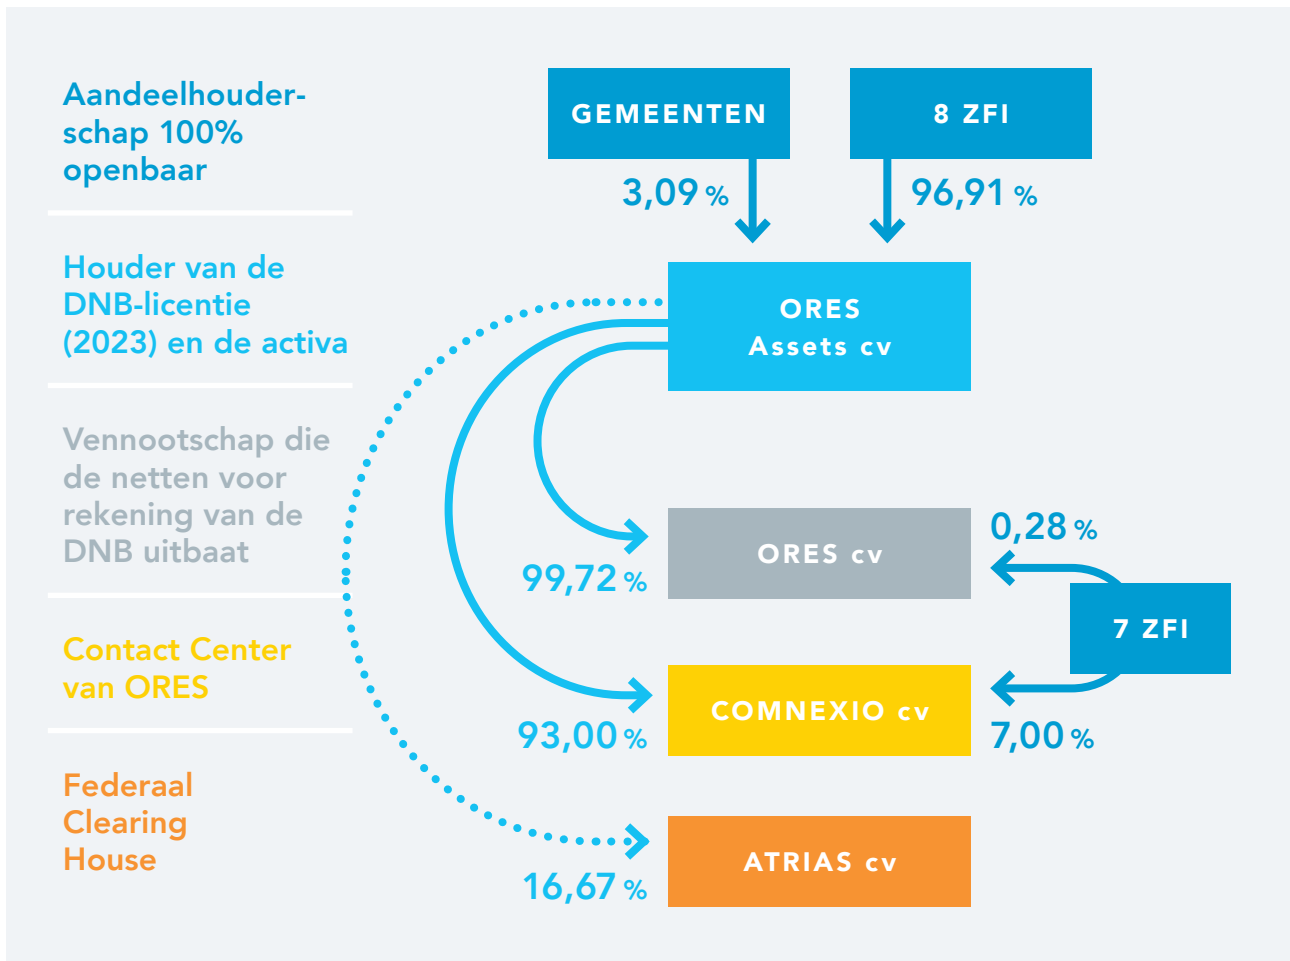 Aandeelhouder-
schap 100%
openbaar
Houder van de
DNB-licentie
(2023) en de activa
Vennootschap die
de netten voor
rekening van de
DNB uitbaat
Contact Center
van ORES
Federaal
Clearing
House
GEMEENTEN
8 ZFI
3,09 %
96,91 %
ORES
Assets cv
ORES cv
99,72 %
0,28 %
7 ZFI
COMNEXIO cv
93,00 %
7,00 %
ATRIAS cv
16,67 %